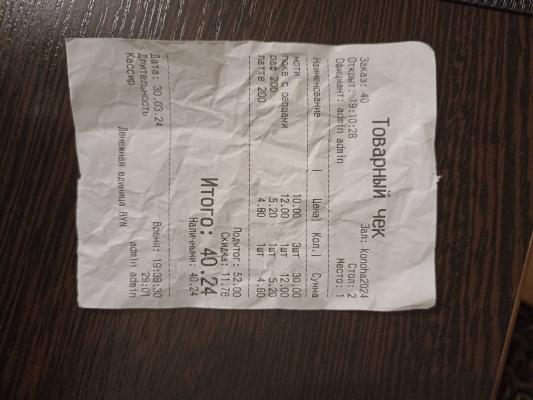 Товарный чек
Заказ: 40 Зал: koncha2024
Открыт: 19:10:28 Стол: 2
Официант: admin admin Место: 1
Наименование | Цена| Кол.| Сумма
ноти 10.00 3шт 30.00
поке с овощами 12.00 1шт 12.00
раф 200 5.20 1шт 5.20
латте 200 4.80 1шт 4.80
Подытог: 52.00
Скидка: 11.76
Итого: 40.24
Наличными: 40.24
Дата: 30.03.24 Время: 19:39:30
Длительность 29:01
Кассир admin admin
Денежная единица BYN